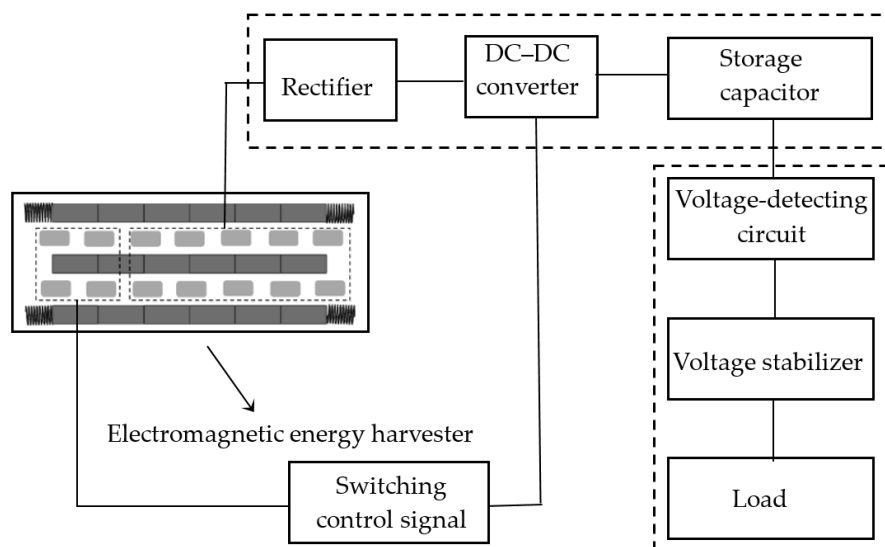 Rectifier
DC–DC
converter
Storage
capacitor
Voltage-detecting
circuit
Voltage stabilizer
Electromagnetic energy harvester
Switching
control signal
Load